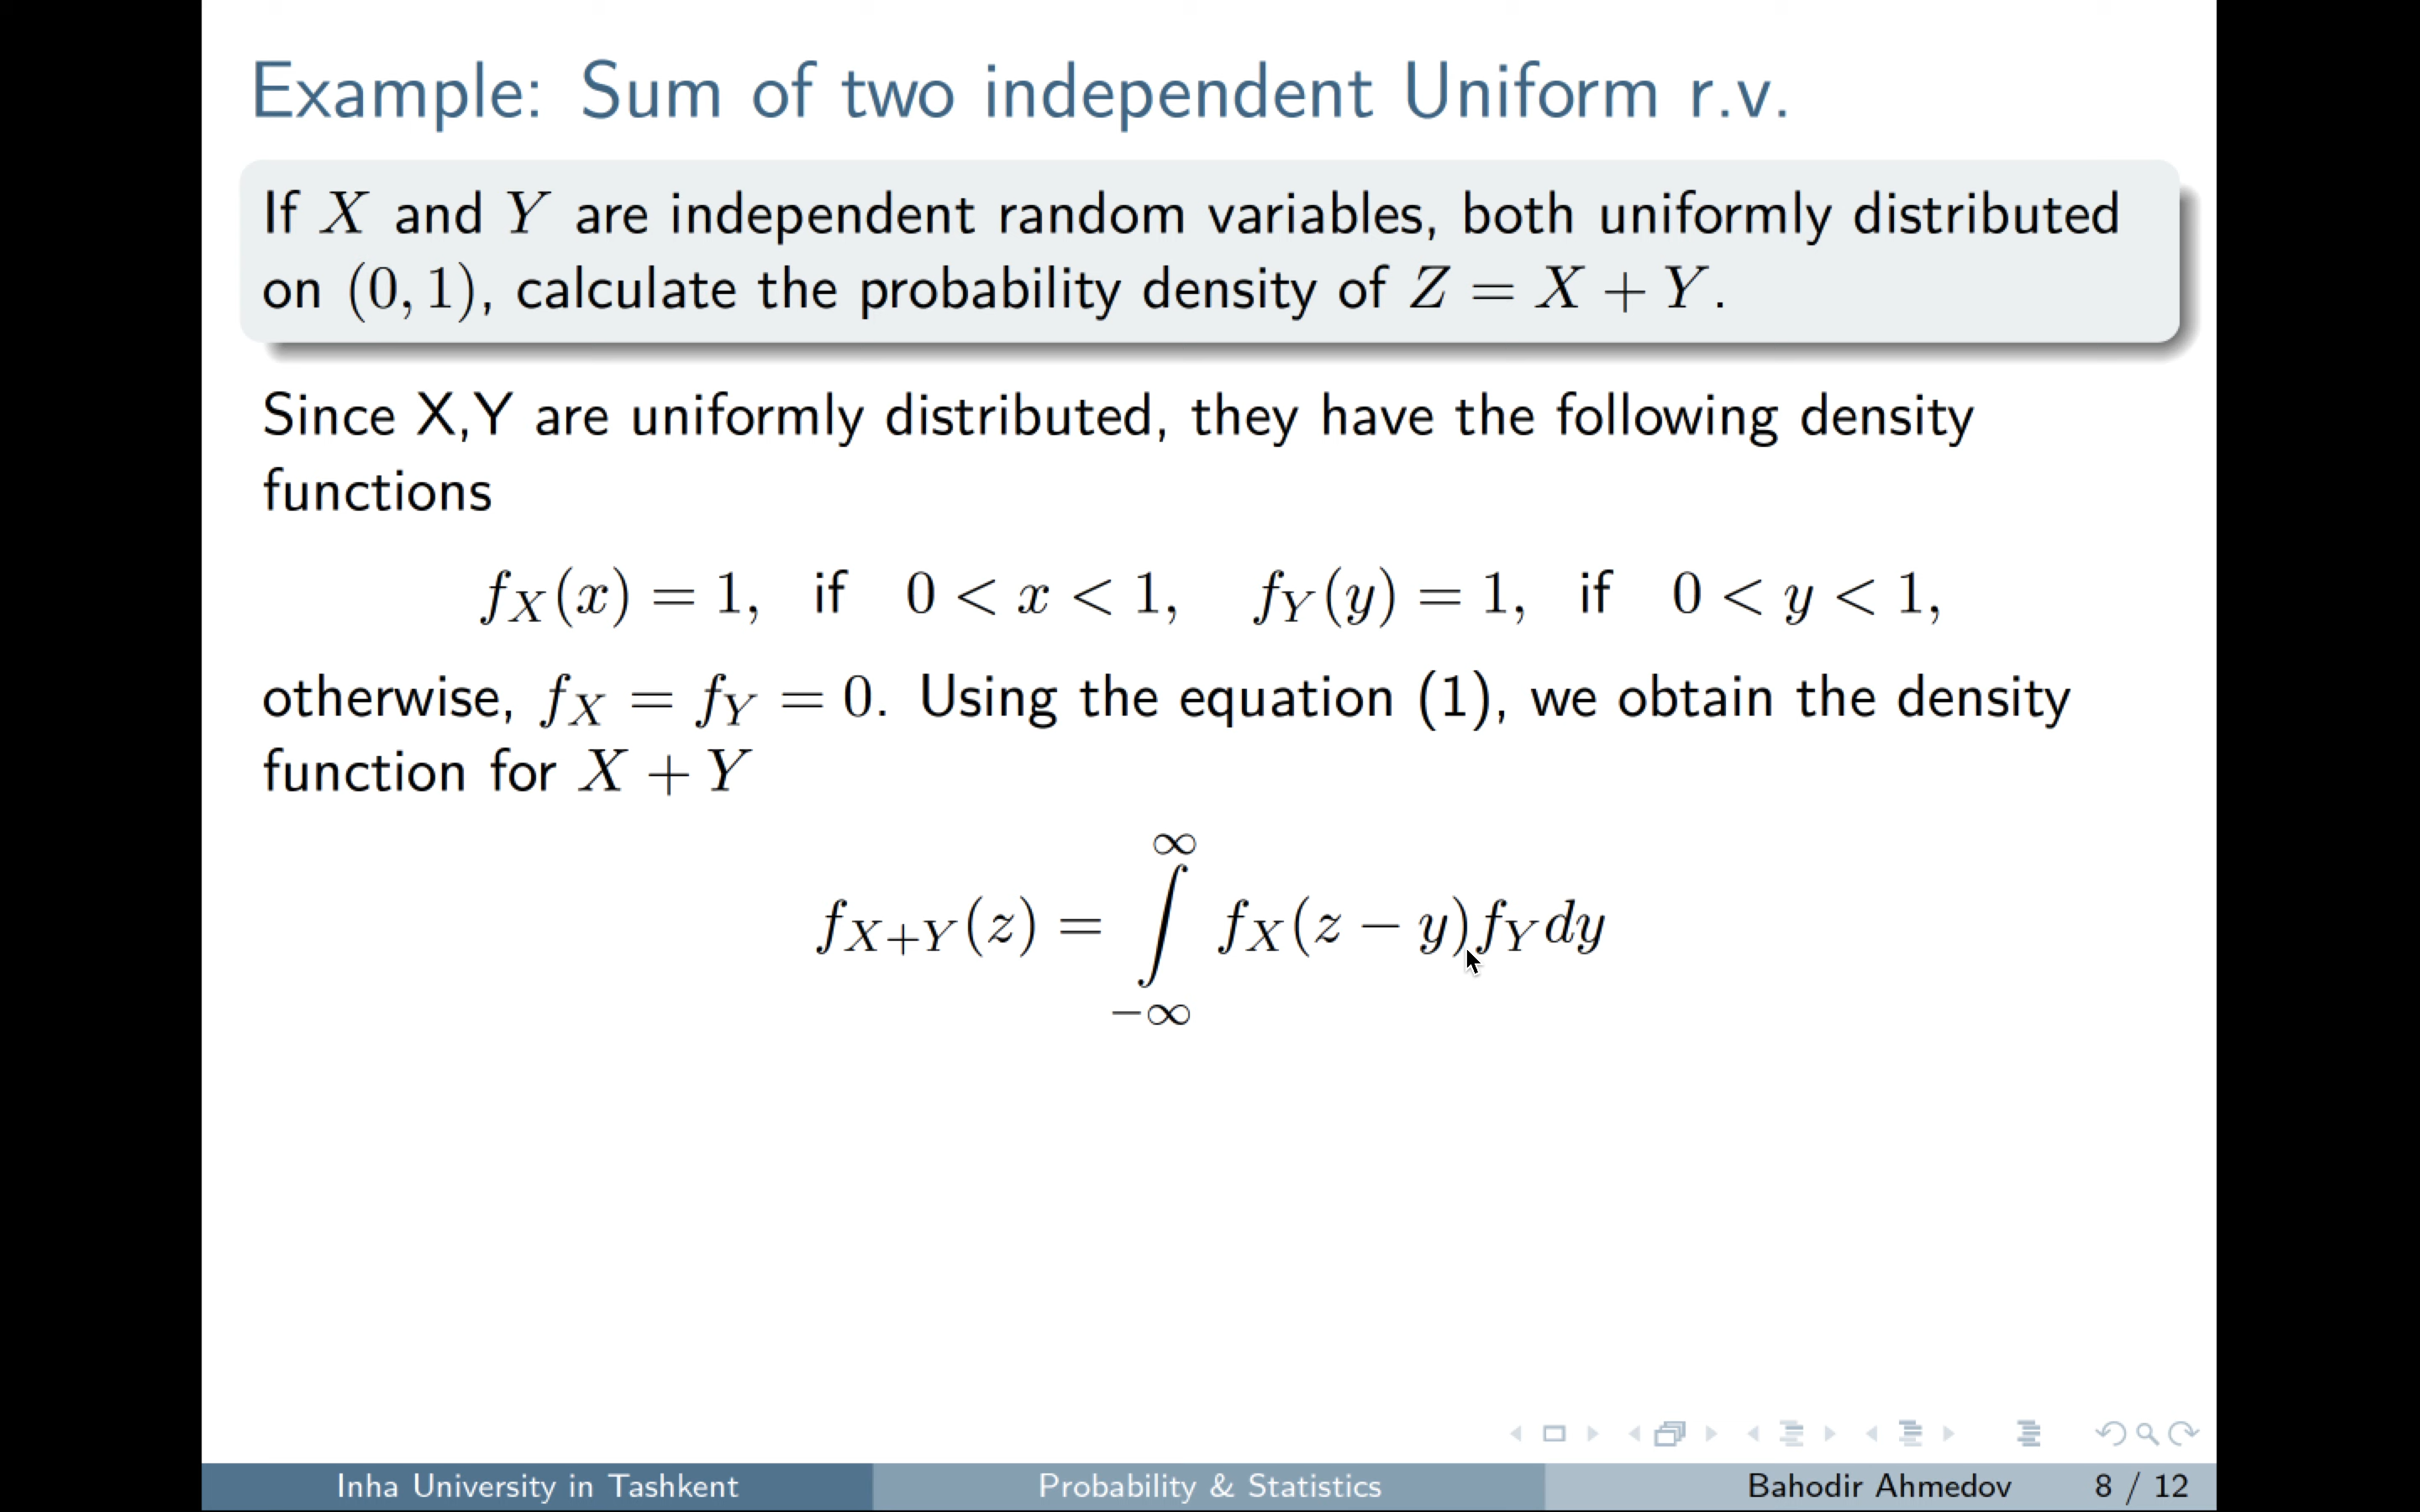 Example: Sum of two independent Uniform r.v.
If X and Y are independent random variables, both uniformly distributed
on (0, 1), calculate the probability density of Z = X + Y.
Since X,Y are uniformly distributed, they have the following density
functions
f_X(x) = 1, if 0 < x < 1, f_Y(y) = 1, if 0 < y < 1,
otherwise, f_X = f_Y = 0. Using the equation (1), we obtain the density
function for X + Y
f_{X+Y}(z) = ∫_{-∞}^{∞} f_X(z − y)f_Y dy
Inha University in Tashkent Probability & Statistics Bahodir Ahmedov 8 / 12